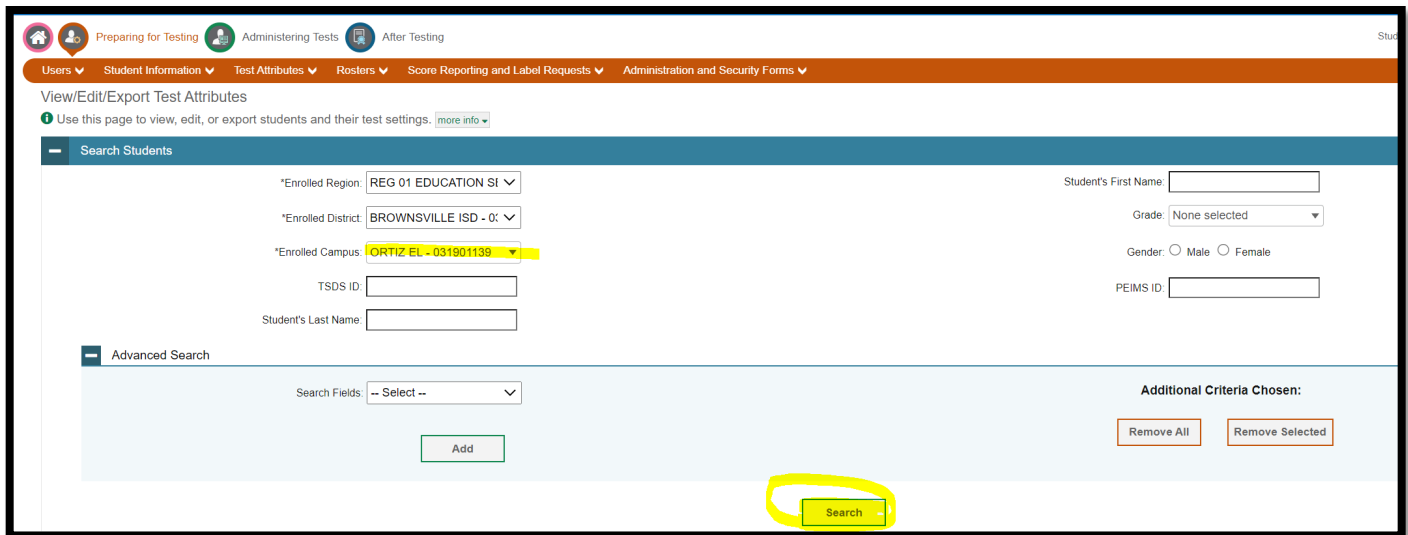 Preparing for Testing Administering Tests After Testing Stud
Users Student Information Test Attributes Rosters Score Reporting and Label Requests Administration and Security Forms
View/Edit/Export Test Attributes
Use this page to view, edit, or export students and their test settings. more info
Search Students
*Enrolled Region: REG 01 EDUCATION SE Student's First Name:
*Enrolled District: BROWNSVILLE ISD - 03 Grade: None selected
*Enrolled Campus: ORTIZ EL - 031901139 Gender: Male Female
TSDS ID: PEIMS ID:
Student's Last Name:
Advanced Search
Search Fields: -- Select -- Additional Criteria Chosen:
Remove All Remove Selected
Add
Search